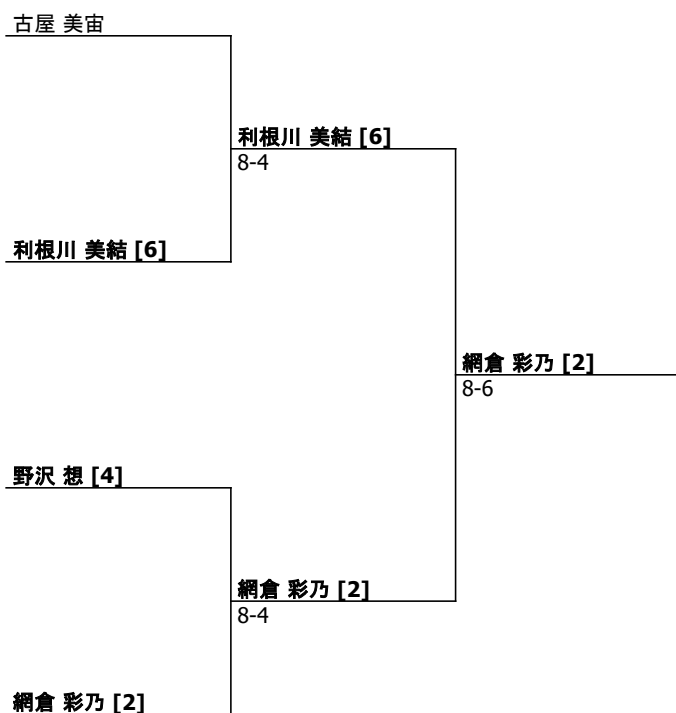 古屋 美宙
利根川 美結 [6]
8-4
利根川 美結 [6]
網倉 彩乃 [2]
8-6
野沢 想 [4]
網倉 彩乃 [2]
8-4
網倉 彩乃 [2]